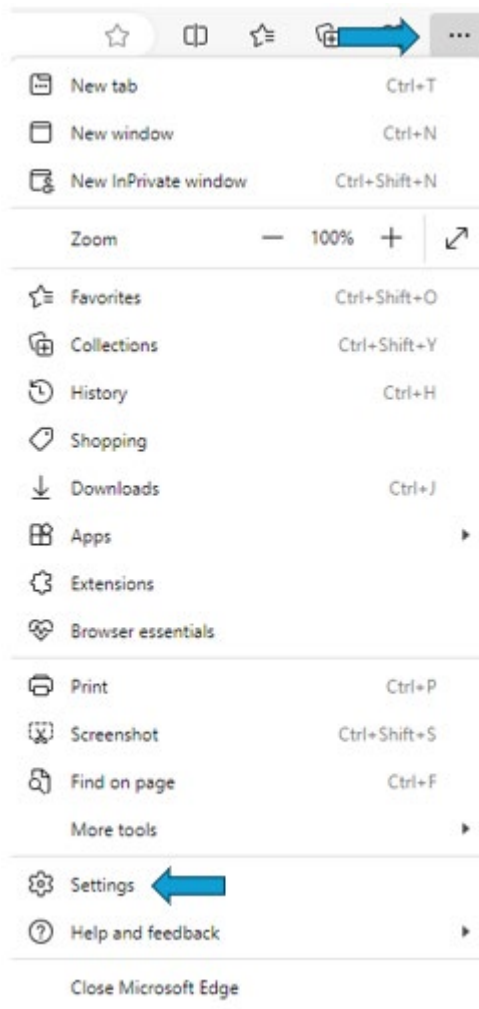 New tab Ctrl+T
New window Ctrl+N
New InPrivate window Ctrl+Shift+N
Zoom — 100% +
Favorites Ctrl+Shift+O
Collections Ctrl+Shift+Y
History Ctrl+H
Shopping
Downloads Ctrl+J
Apps
Extensions
Browser essentials
Print Ctrl+P
Screenshot Ctrl+Shift+S
Find on page Ctrl+F
More tools
Settings
Help and feedback
Close Microsoft Edge